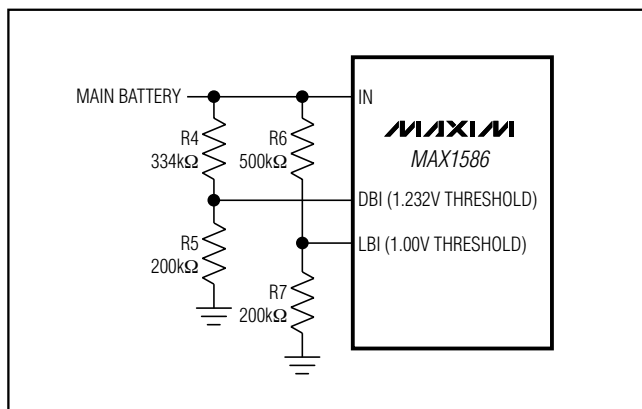 MAIN BATTERY
IN
MAXIM
MAX1586
R4
334kΩ
R6
500kΩ
DBI (1.232V THRESHOLD)
LBI (1.00V THRESHOLD)
R5
200kΩ
R7
200kΩ